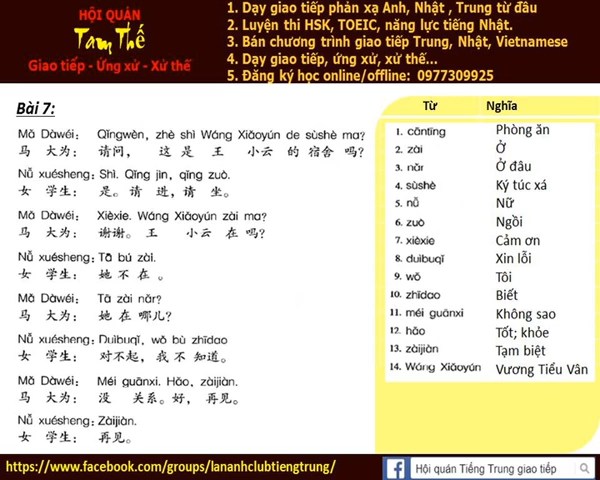 HỘI QUÁN
Tam Thế
Giao tiếp - Ứng xử - Xử thế
1. Dạy giao tiếp phản xạ Anh, Nhật , Trung từ đầu
2. Luyện thi HSK, TOEIC, năng lực tiếng Nhật.
3. Bán chương trình giao tiếp Trung, Nhật, Vietnamese
4. Dạy giao tiếp, ứng xử, xử thế...
5. Đăng ký học online/offline: 0977309925
Bài 7:
Mǎ Dàwéi: Qǐngwèn, zhè shì Wáng Xiǎoyún de sùshè ma?
马 大为: 请问, 这 是 王 小云 的 宿舍 吗?
Nǚ xuésheng: Shì. Qǐng jìn, qǐng zuò.
女 学生: 是。请 进, 请 坐。
Mǎ Dàwéi: Xièxie. Wáng Xiǎoyún zài ma?
马 大为: 谢谢。王 小云 在 吗?
Nǚ xuésheng: Tā bú zài.
女 学生: 她 不 在 。
Mǎ Dàwéi: Tā zài nǎr?
马 大为: 她 在 哪儿?
Nǚ xuésheng: Duìbuqǐ, wǒ bù zhīdao
女 学生: 对不起, 我 不 知道。
Mǎ Dàwéi: Méi guānxi. Hǎo, zàijiàn.
马 大为: 没 关系。好, 再见。
Nǚ xuésheng: Zàijiàn.
女 学生: 再见。
Từ Nghĩa
1. cāntīng Phòng ăn
2. zài Ở
3. nǎr Ở đâu
4. sùshè Ký túc xá
5. nǚ Nữ
6. zuò Ngồi
7. xièxie Cảm ơn
8. duìbuqǐ Xin lỗi
9. wǒ Tôi
10. zhīdao Biết
11. méi guānxi Không sao
12. hǎo Tốt; khỏe
13. zàijiàn Tạm biệt
14. Wáng Xiǎoyún Vương Tiểu Vân
https://www.facebook.com/groups/lananhclubtiengtrung/
f Hội quán Tiếng Trung giao tiếp